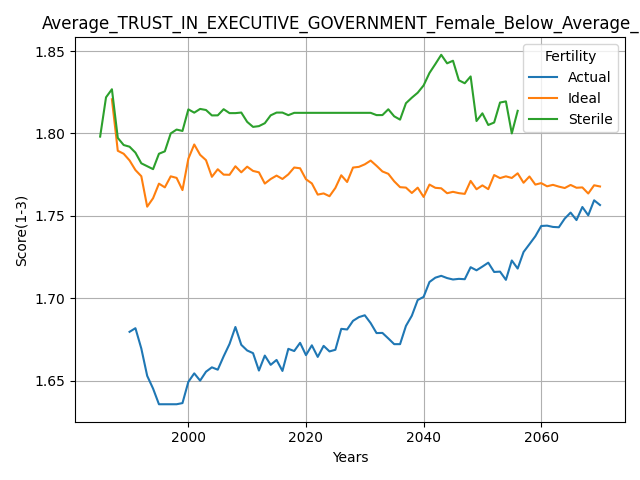 Average_TRUST_IN_EXECUTIVE_GOVERNMENT_Female_Below_Average_
Fertility
Actual
Ideal
Sterile
1.85
1.80
1.75
1.70
1.65
Score(1-3)
2000 2020 2040 2060
Years